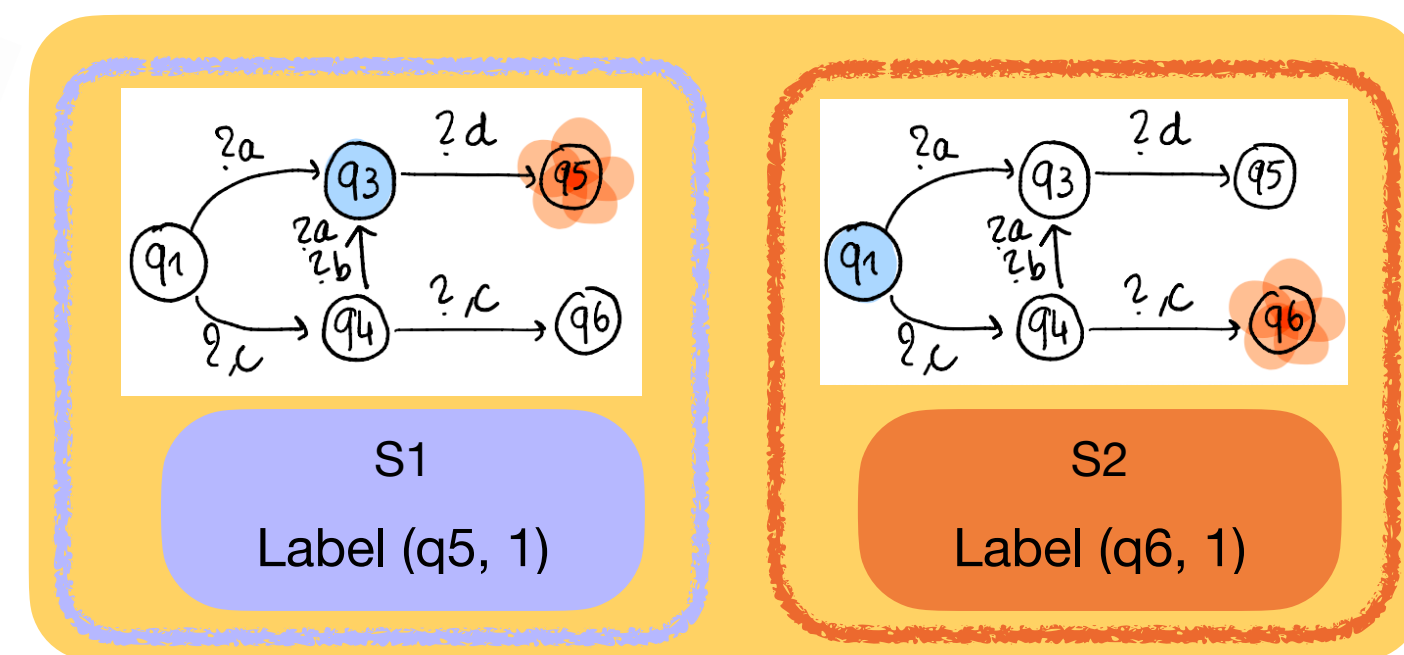 ?a
?d
q3
q5
q1
?a
?b
q4
?c
q6
?c
S1
Label (q5, 1)
?a
?d
q3
q5
q1
?a
?b
q4
?c
q6
?c
S2
Label (q6, 1)